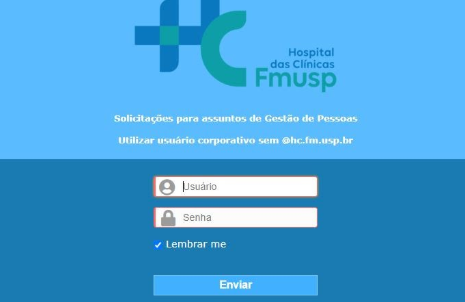 HC
Hospital
das Clínicas
Fmusp
Solicitações para assuntos de Gestão de Pessoas
Utilizar usuário corporativo sem @hc.fm.usp.br
Usuário
Senha
Lembrar me
Enviar